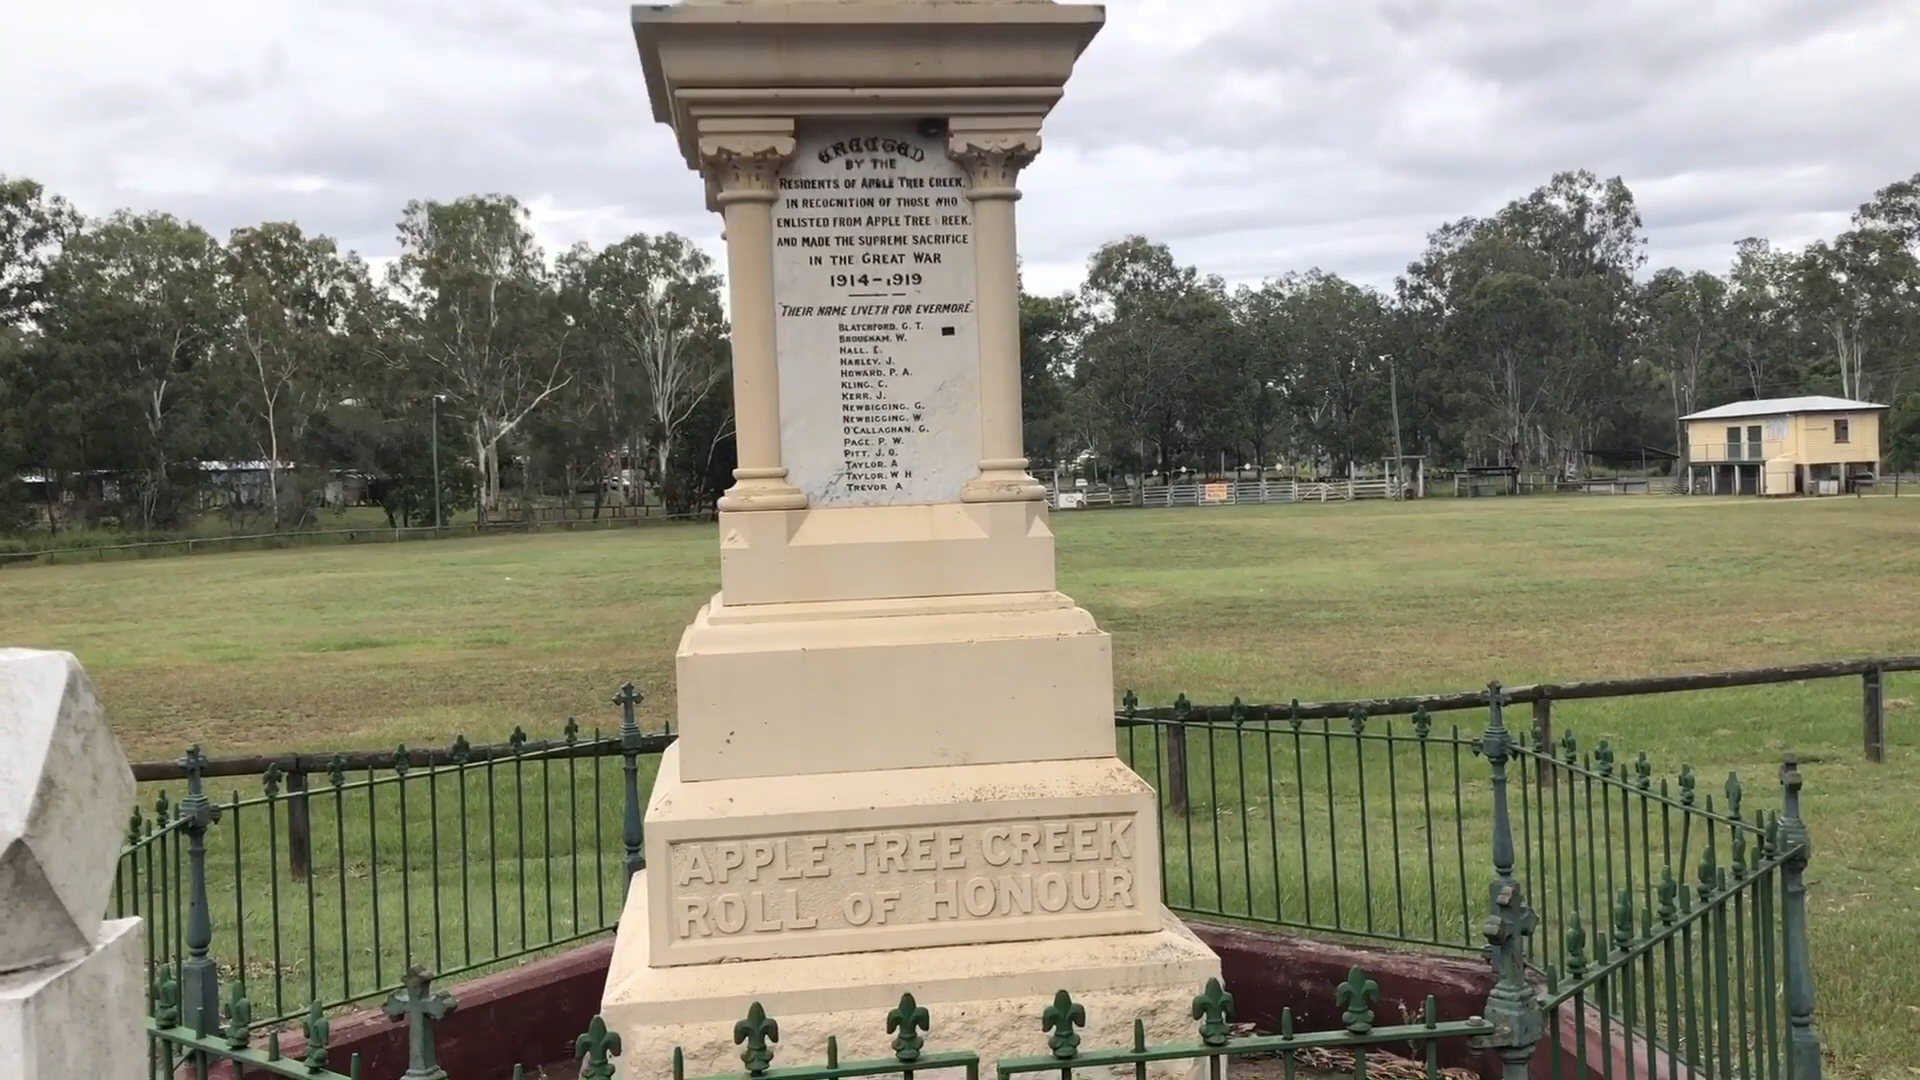 ERECTED
BY THE
RESIDENTS OF APPLE TREE CREEK,
IN RECOGNITION OF THOSE WHO
ENLISTED FROM APPLE TREE REEK,
AND MADE THE SUPREME SACRIFICE
IN THE GREAT WAR
1914-1919
"THEIR NAME LIVETH FOR EVERMORE"
BLATCHFORD. G. T.
BROUGHAM. W.
HALL. E.
HARLEY. J.
HOWARD. P. A.
KLING. C.
KERR. J.
NEWBIGGING. G.
NEWBIGGING. W.
O'CALLAGHAN. G.
PAGE. P. W.
PITT. J. O.
TAYLOR. A
TAYLOR. W H
TREVOR A
APPLE TREE CREEK
ROLL OF HONOUR